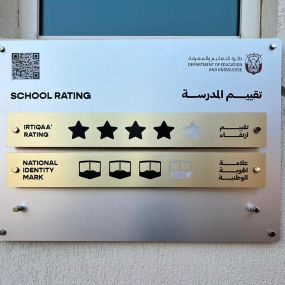 دائرة التعليم والمعرفة
DEPARTMENT OF EDUCATION
AND KNOWLEDGE
SCHOOL RATING
تقييم المدرسة
IRTIQAA'
RATING
تقييم
ارتقاء
NATIONAL
IDENTITY
MARK
علامة
الهوية
الوطنية